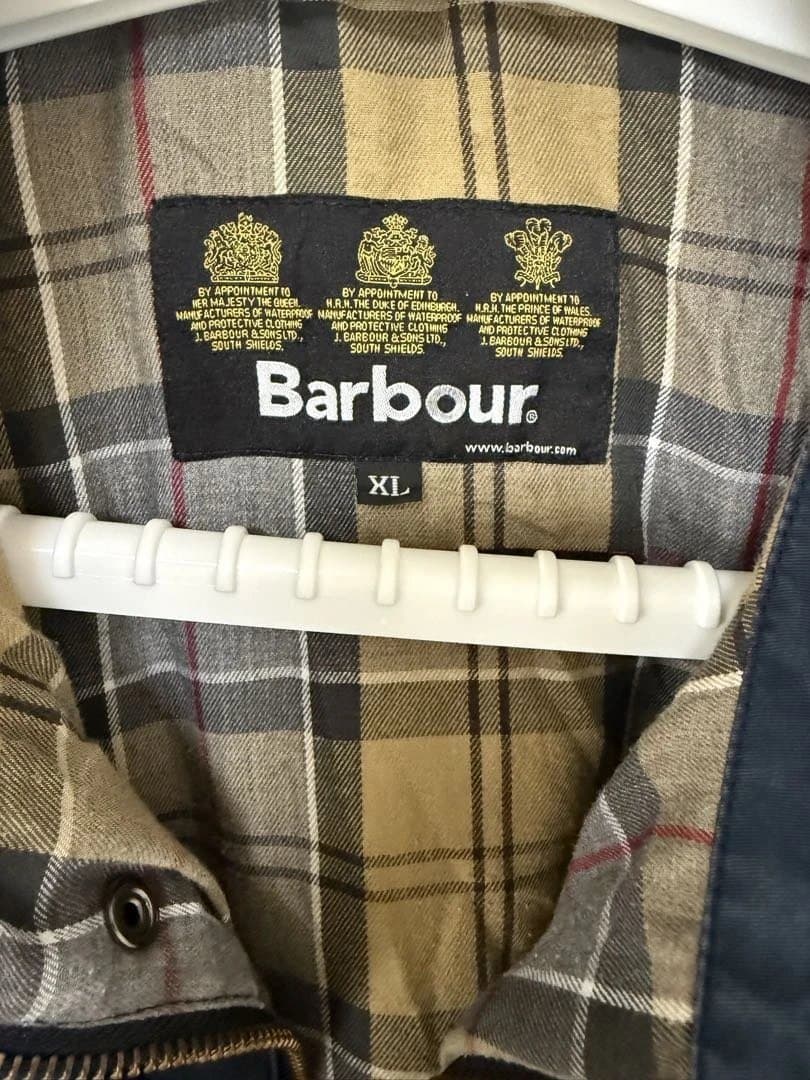 BY APPOINTMENT TO
HER MAJESTY THE QUEEN
MANUFACTURERS OF WATERPROOF
AND PROTECTIVE CLOTHING
J. BARBOUR & SONS LTD.,
SOUTH SHIELDS.
BY APPOINTMENT TO
H.R.H. THE DUKE OF EDINBURGH
MANUFACTURERS OF WATERPROOF
AND PROTECTIVE CLOTHING
J. BARBOUR & SONS LTD.,
SOUTH SHIELDS.
BY APPOINTMENT TO
H.R.H. THE PRINCE OF WALES
MANUFACTURERS OF WATERPROOF
AND PROTECTIVE CLOTHING
J. BARBOUR & SONS LTD.,
SOUTH SHIELDS.
Barbour®
www.barbour.com
XL